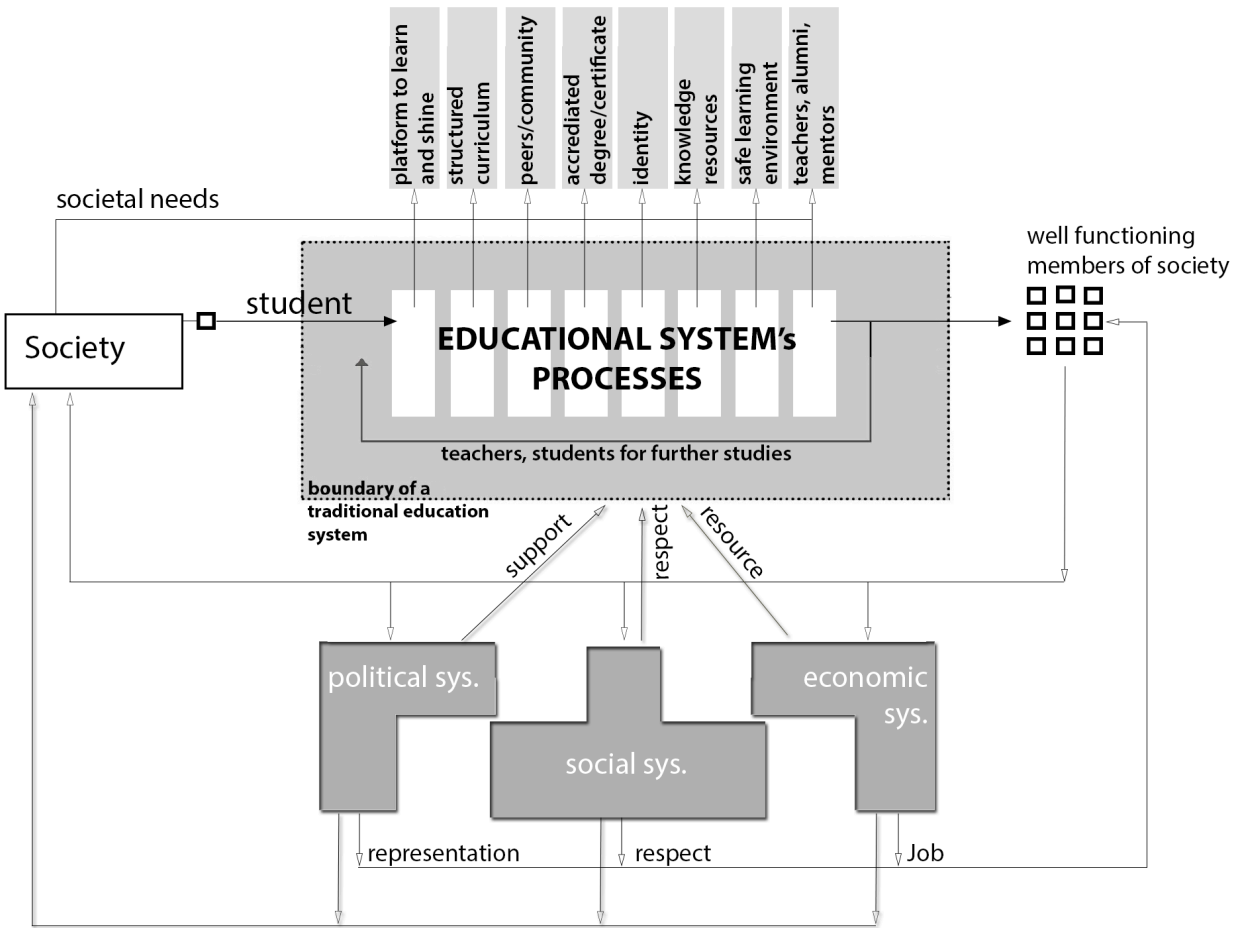 platform to learn
and shine
structured
curriculum
peers/community
accrediated
degree/certificate
identity
knowledge
resources
safe learning
environment
teachers, alumni,
mentors
societal needs
well functioning
members of society
student
Society
EDUCATIONAL SYSTEM's
PROCESSES
teachers, students for further studies
boundary of a
traditional education
system
support
respect
resource
political sys.
economic
sys.
social sys.
representation
respect
Job